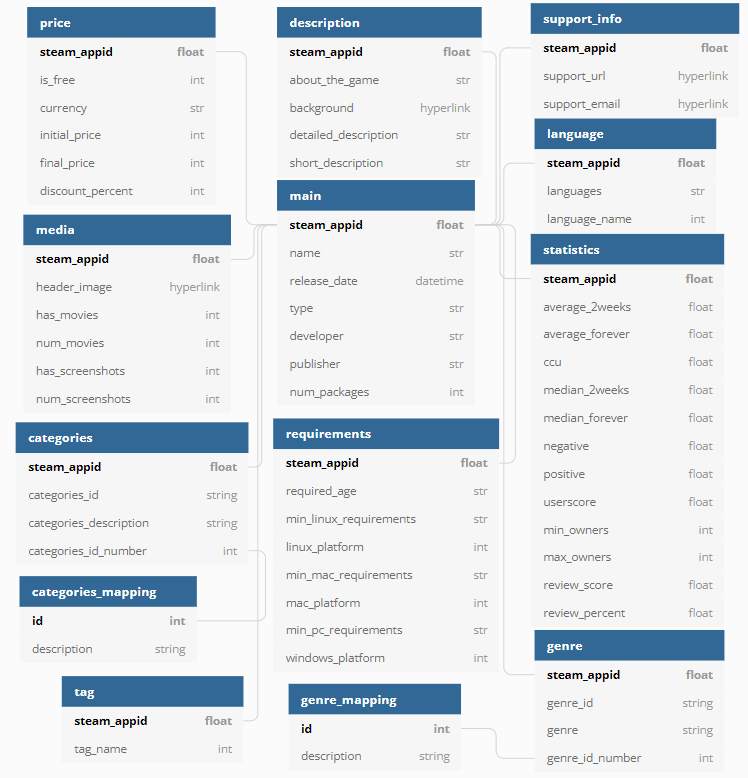 price
steam_appid float
is_free int
currency str
initial_price int
final_price int
discount_percent int
media
steam_appid float
header_image hyperlink
has_movies int
num_movies int
has_screenshots int
num_screenshots int
categories
steam_appid float
categories_id string
categories_description string
categories_id_number int
categories_mapping
id int
description string
tag
steam_appid float
tag_name int
description
steam_appid float
about_the_game str
background hyperlink
detailed_description str
short_description str
main
steam_appid float
name str
release_date datetime
type str
developer str
publisher str
num_packages int
requirements
steam_appid float
required_age str
min_linux_requirements str
linux_platform int
min_mac_requirements str
mac_platform int
min_pc_requirements str
windows_platform int
genre_mapping
id int
description string
support_info
steam_appid float
support_url hyperlink
support_email hyperlink
language
steam_appid float
languages str
language_name int
statistics
steam_appid float
average_2weeks float
average_forever float
ccu float
median_2weeks float
median_forever float
negative float
positive float
userscore float
min_owners int
max_owners int
review_score float
review_percent float
genre
steam_appid float
genre_id string
genre string
genre_id_number int